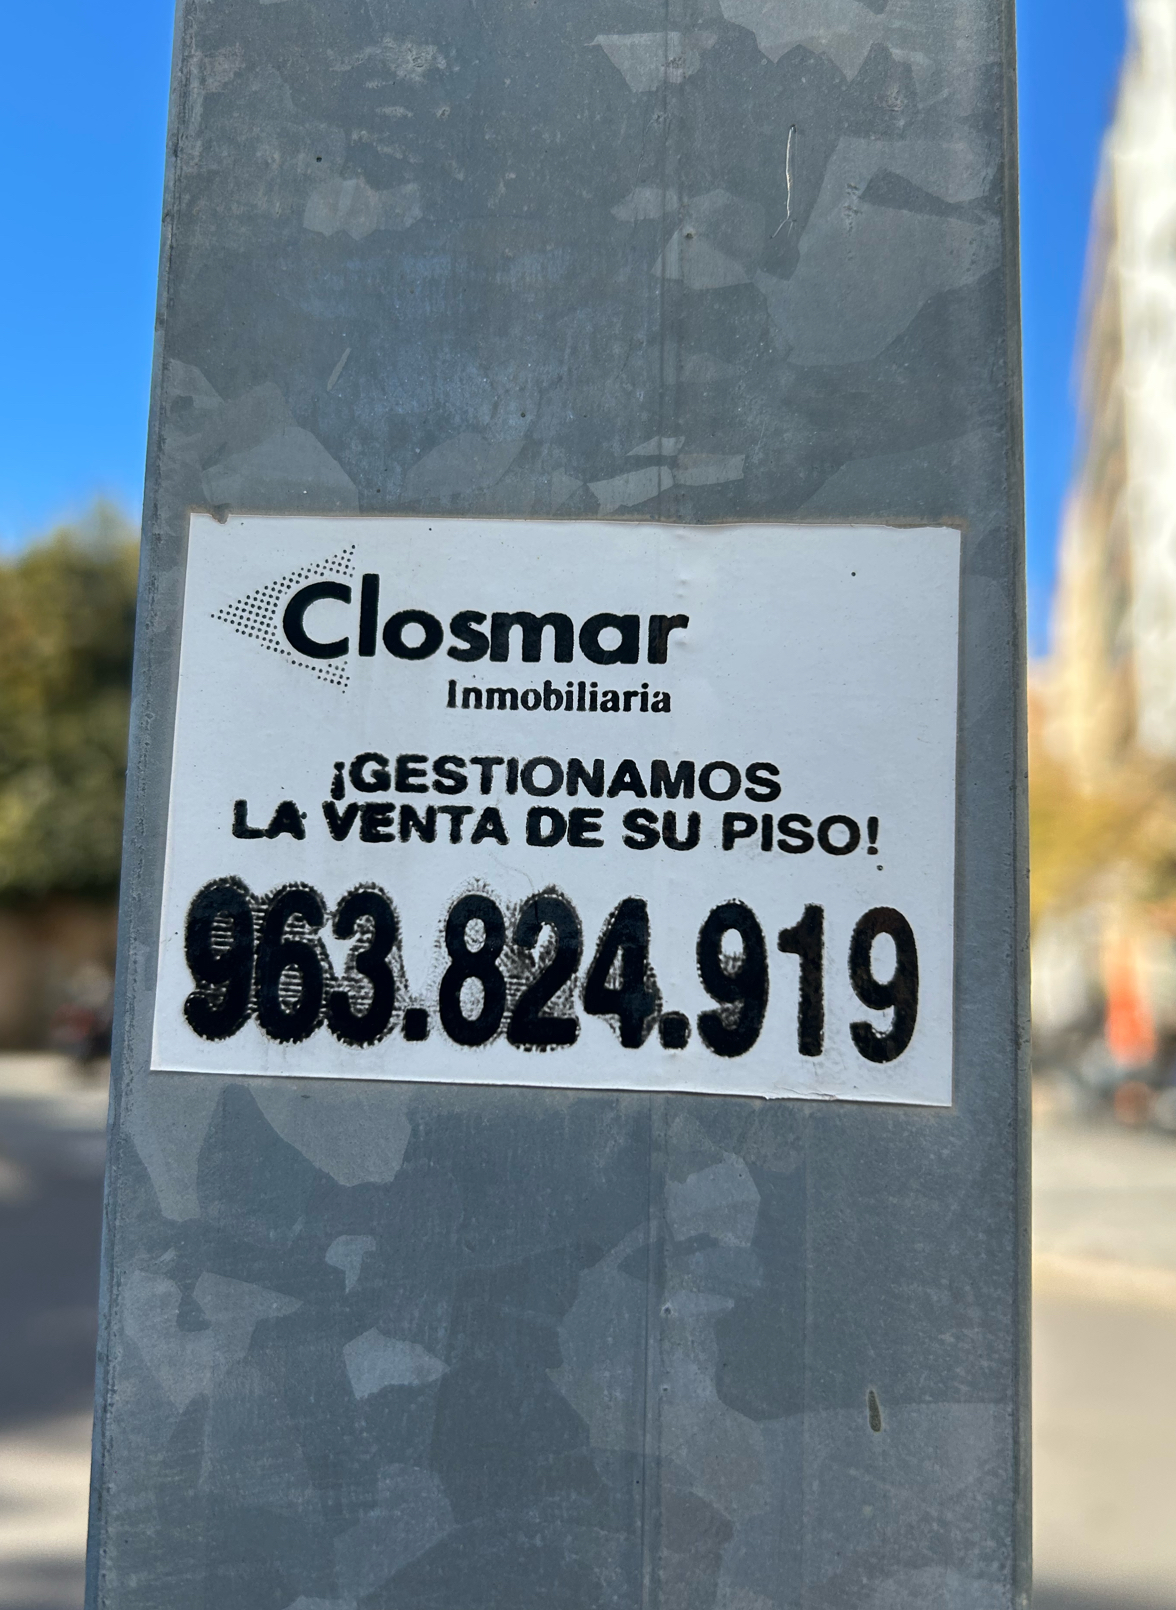 Closmar
Inmobiliaria
¡GESTIONAMOS
LA VENTA DE SU PISO!
963.824.919